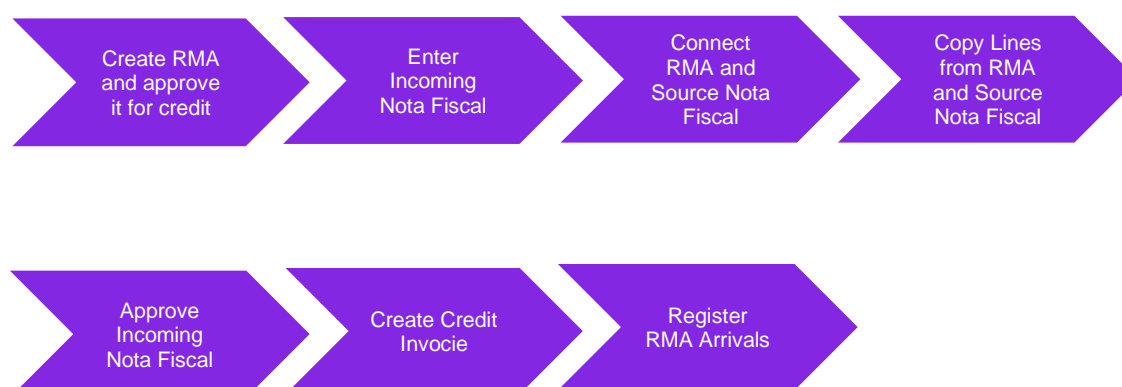 Create RMA
and approve
it for credit
Enter
Incoming
Nota Fiscal
Connect
RMA and
Source Nota
Fiscal
Copy Lines
from RMA
and Source
Nota Fiscal
Approve
Incoming
Nota Fiscal
Create Credit
Invocie
Register
RMA Arrivals